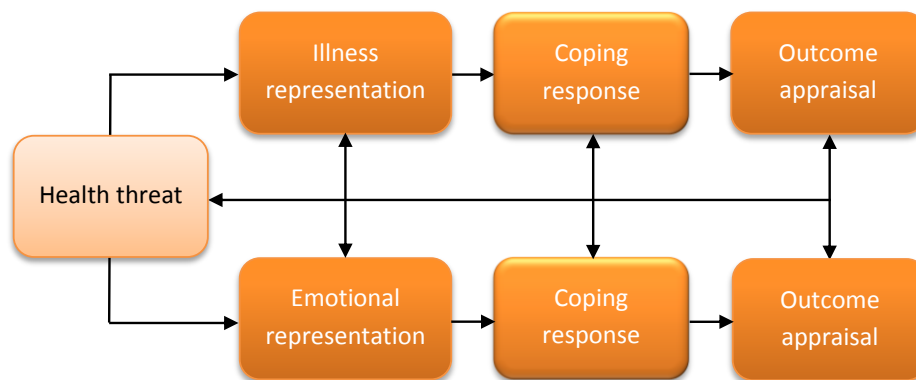 Illness
representation
Coping
response
Outcome
appraisal
Health threat
Emotional
representation
Coping
response
Outcome
appraisal